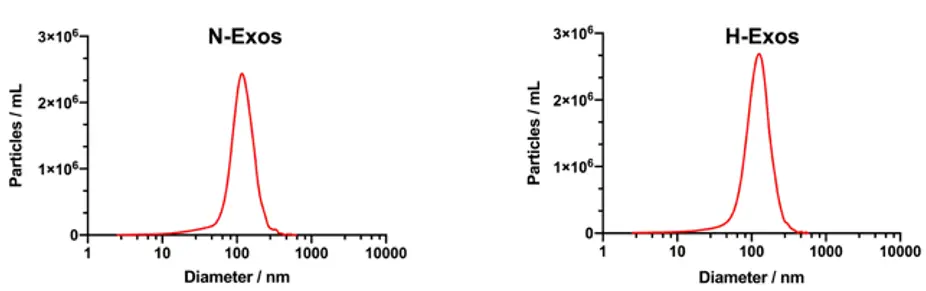 N-Exos
3×10⁶
2×10⁶
1×10⁶
0
Particles / mL
1 10 100 1000 10000
Diameter / nm
H-Exos
3×10⁶
2×10⁶
1×10⁶
0
Particles / mL
1 10 100 1000 10000
Diameter / nm